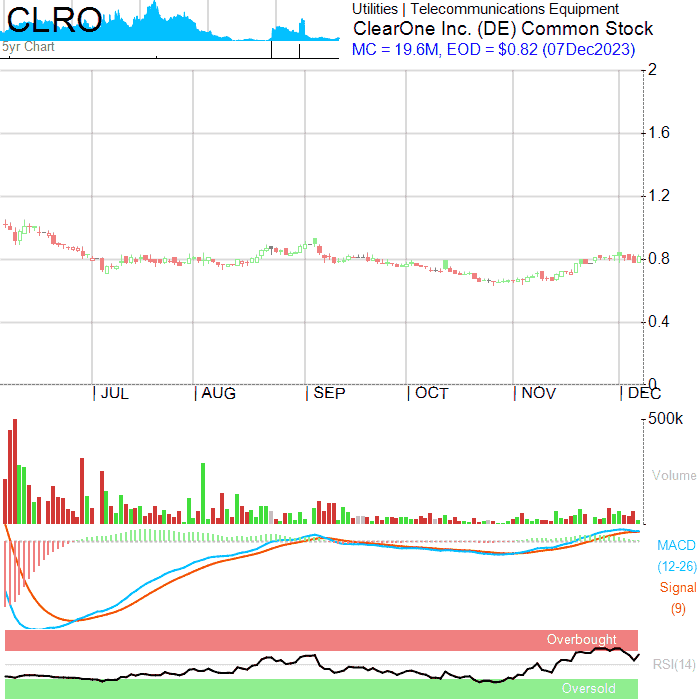 CLRO
5yr Chart
Utilities | Telecommunications Equipment
ClearOne Inc. (DE) Common Stock
MC = 19.6M, EOD = $0.82 (07Dec2023)
2
1.6
1.2
0.8
0.4
0
JUL AUG SEP OCT NOV DEC
500k
Volume
MACD
(12-26)
Signal
(9)
Overbought
RSI(14)
Oversold